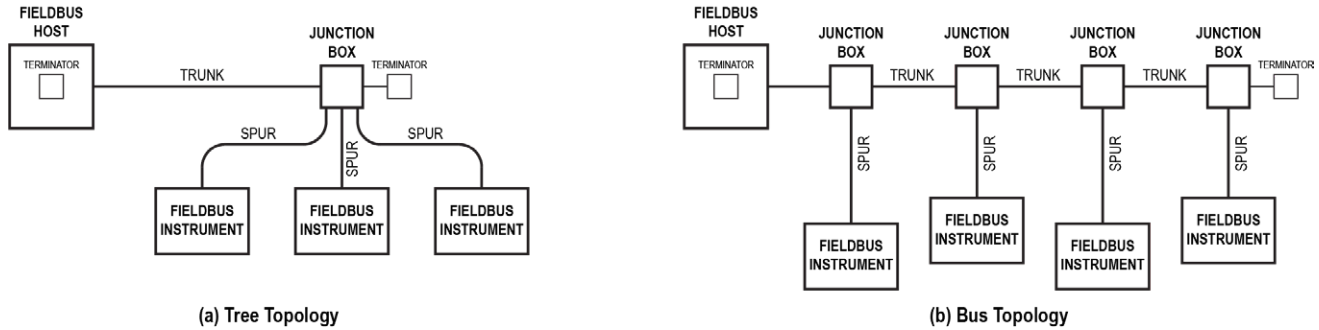 FIELDBUS
HOST
TERMINATOR
TRUNK
JUNCTION
BOX
TERMINATOR
SPUR
SPUR
SPUR
FIELDBUS
INSTRUMENT
FIELDBUS
INSTRUMENT
FIELDBUS
INSTRUMENT
(a) Tree Topology
FIELDBUS
HOST
TERMINATOR
JUNCTION
BOX
TRUNK
JUNCTION
BOX
TRUNK
JUNCTION
BOX
TRUNK
JUNCTION
BOX
TERMINATOR
SPUR
SPUR
SPUR
SPUR
FIELDBUS
INSTRUMENT
FIELDBUS
INSTRUMENT
FIELDBUS
INSTRUMENT
FIELDBUS
INSTRUMENT
(b) Bus Topology